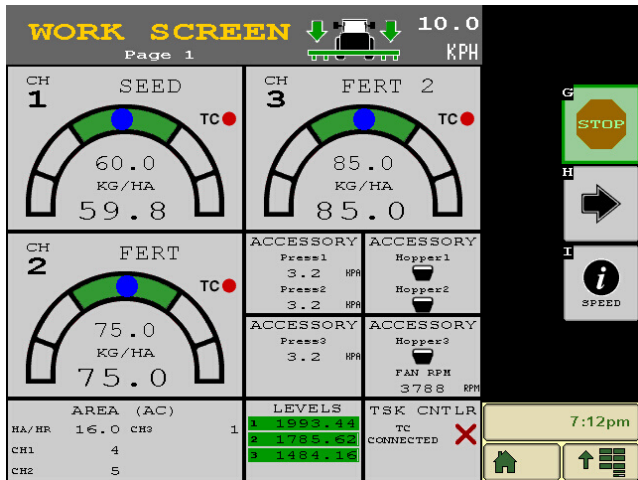 WORK SCREEN
Page 1
10.0
KPH
CH
1
SEED
TC
60.0
KG/HA
59.8
CH
3
FERT 2
TC
85.0
KG/HA
85.0
CH
2
FERT
TC
75.0
KG/HA
75.0
ACCESSORY
Press1
3.2 KPA
Press2
3.2 KPA
ACCESSORY
Hopper1
Hopper2
ACCESSORY
Press3
3.2 KPA
ACCESSORY
Hopper3
FAN RPM
3788 RPM
AREA (AC)
HA/HR 16.0 CH3 1
CH1 4
CH2 5
LEVELS
1 1993.44
2 1785.62
3 1484.16
TSK CNTLR
TC
CONNECTED
G
STOP
H
I
i
SPEED
7:12pm